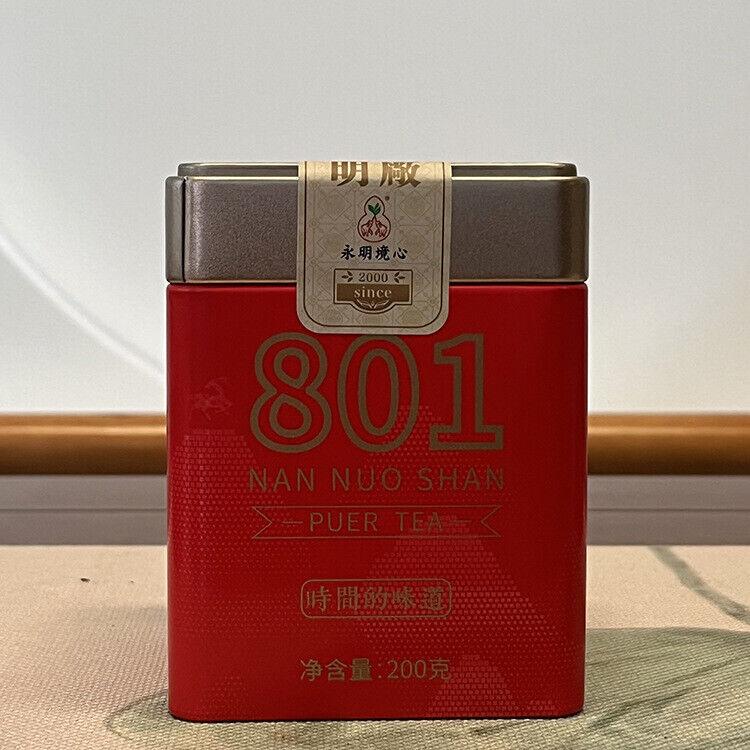 明廠
®
永明境心
2000
since
801
NAN NUO SHAN
PUER TEA
時間的味道
净含量:200克